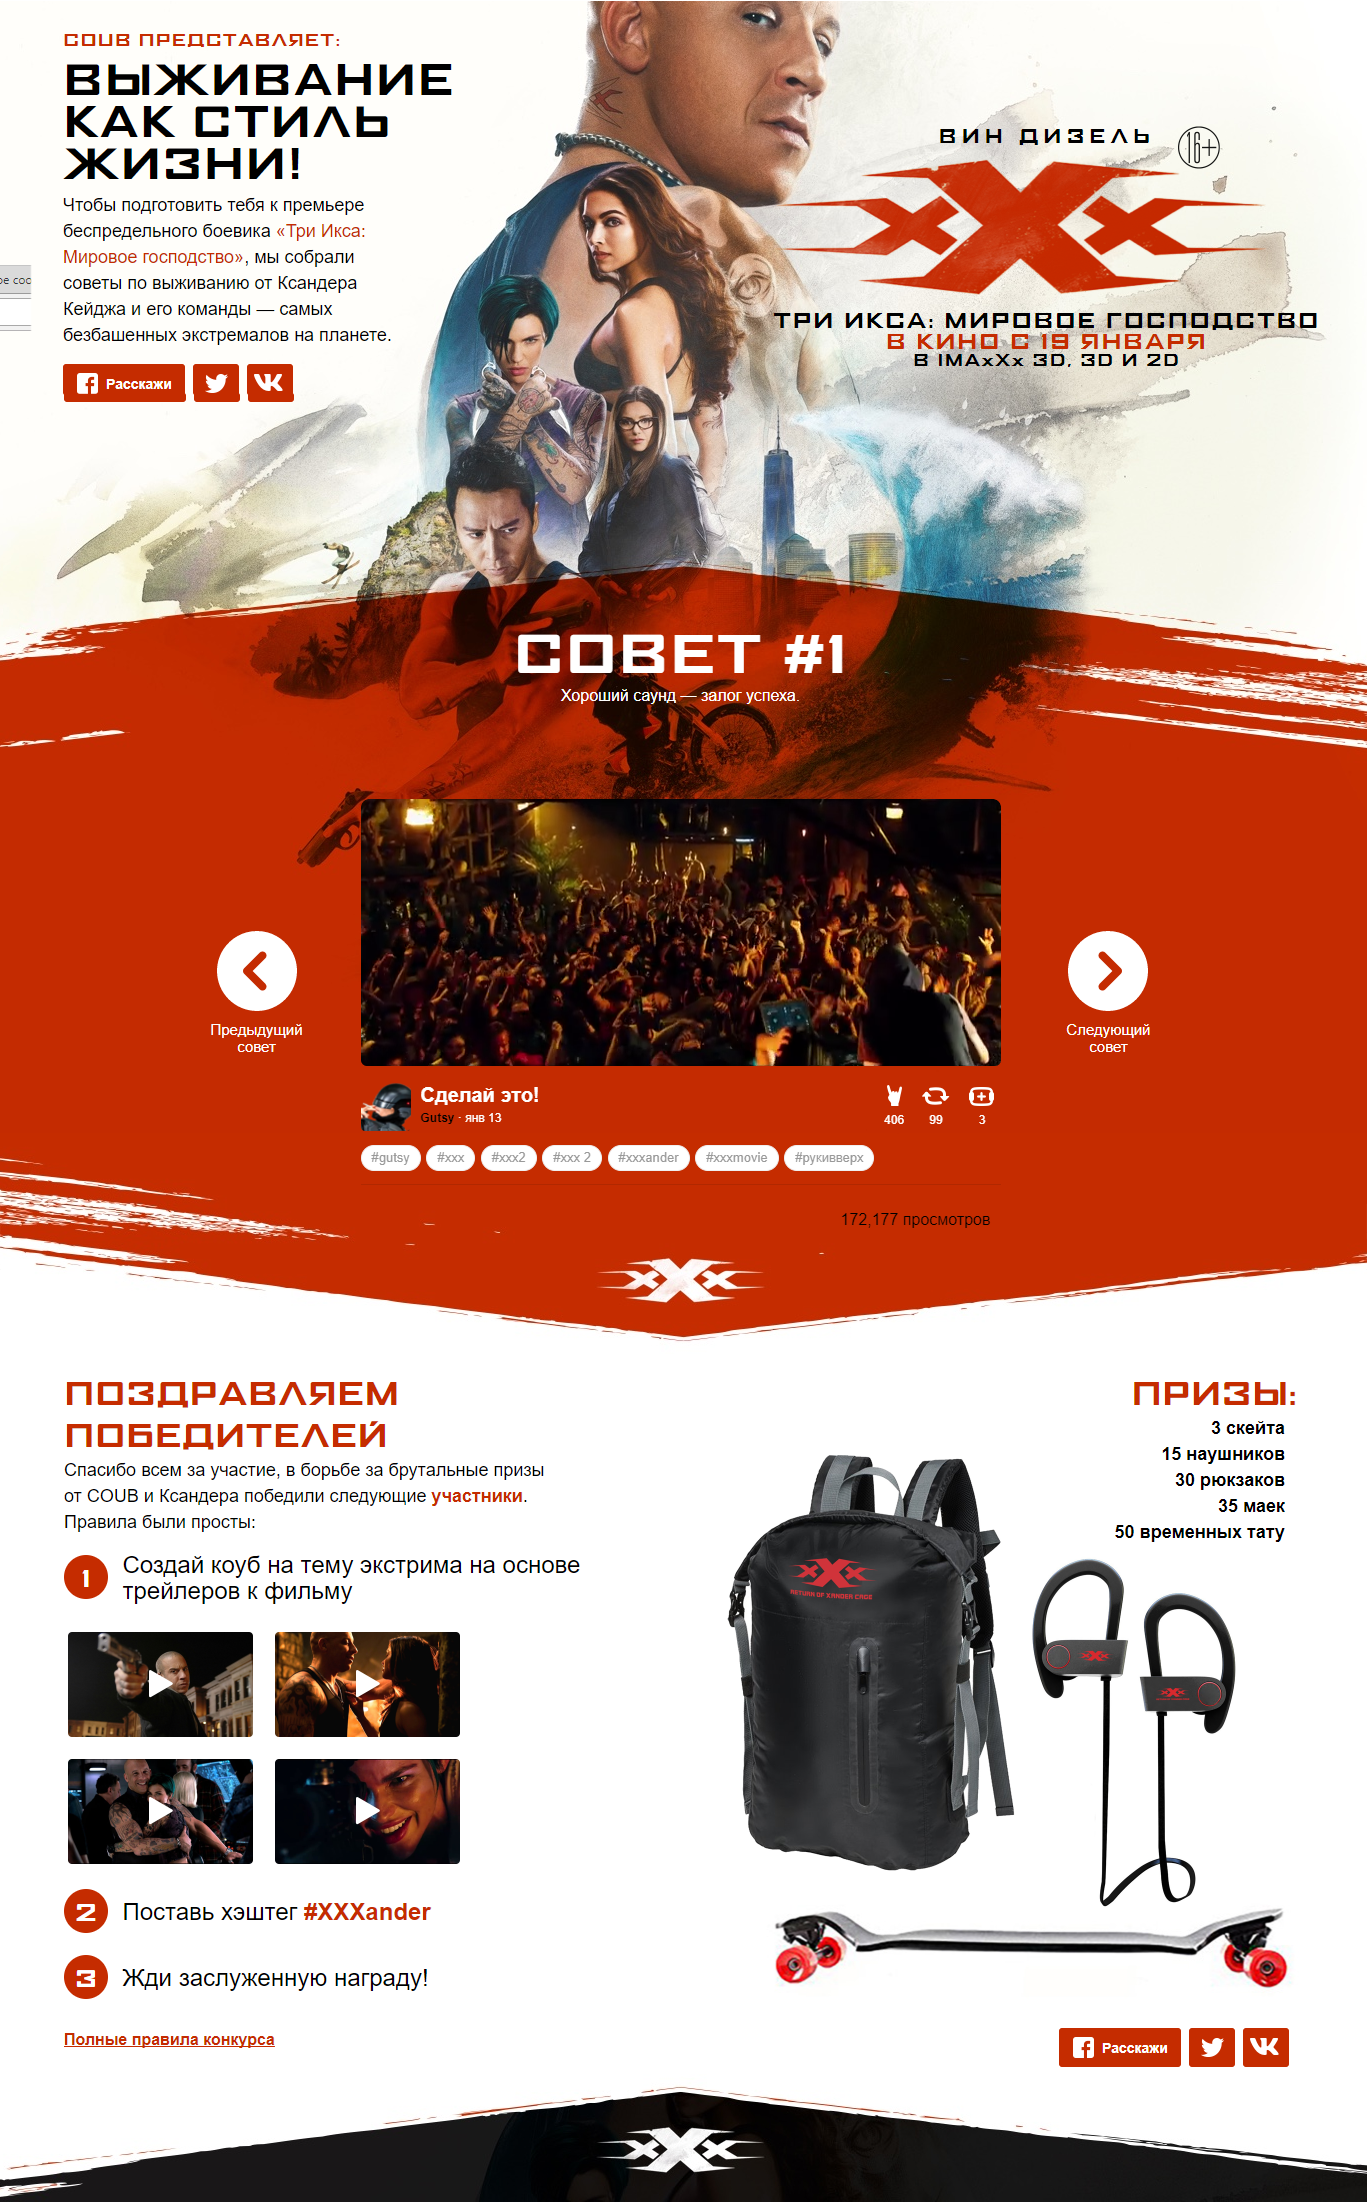 COUB ПРЕДСТАВЛЯЕТ:
ВЫЖИВАНИЕ
КАК СТИЛЬ
ЖИЗНИ!
Чтобы подготовить тебя к премьере
беспредельного боевика «Три Икса:
Мировое господство», мы собрали
советы по выживанию от Ксандера
Кейджа и его команды — самых
безбашенных экстремалов на планете.
Расскажи
ВИН ДИЗЕЛЬ
16+
xXx
ТРИ ИКСА: МИРОВОЕ ГОСПОДСТВО
В КИНО С 19 ЯНВАРЯ
В IMAxXx 3D, 3D И 2D
СОВЕТ #1
Хороший саунд — залог успеха.
Предыдущий
совет
Следующий
совет
Сделай это!
Gutsy · янв 13
406 99 3
#gutsy #xxx #xxx2 #xxx 2 #xxxander #xxxmovie #рукивверх
172,177 просмотров
xXx
ПОЗДРАВЛЯЕМ
ПОБЕДИТЕЛЕЙ
Спасибо всем за участие, в борьбе за брутальные призы
от COUB и Ксандера победили следующие участники.
Правила были просты:
1 Создай коуб на тему экстрима на основе
трейлеров к фильму
2 Поставь хэштег #XXXander
3 Жди заслуженную награду!
Полные правила конкурса
ПРИЗЫ:
3 скейта
15 наушников
30 рюкзаков
35 маек
50 временных тату
xXx
RETURN OF XANDER CAGE
xXx
xXx
Расскажи
xXx